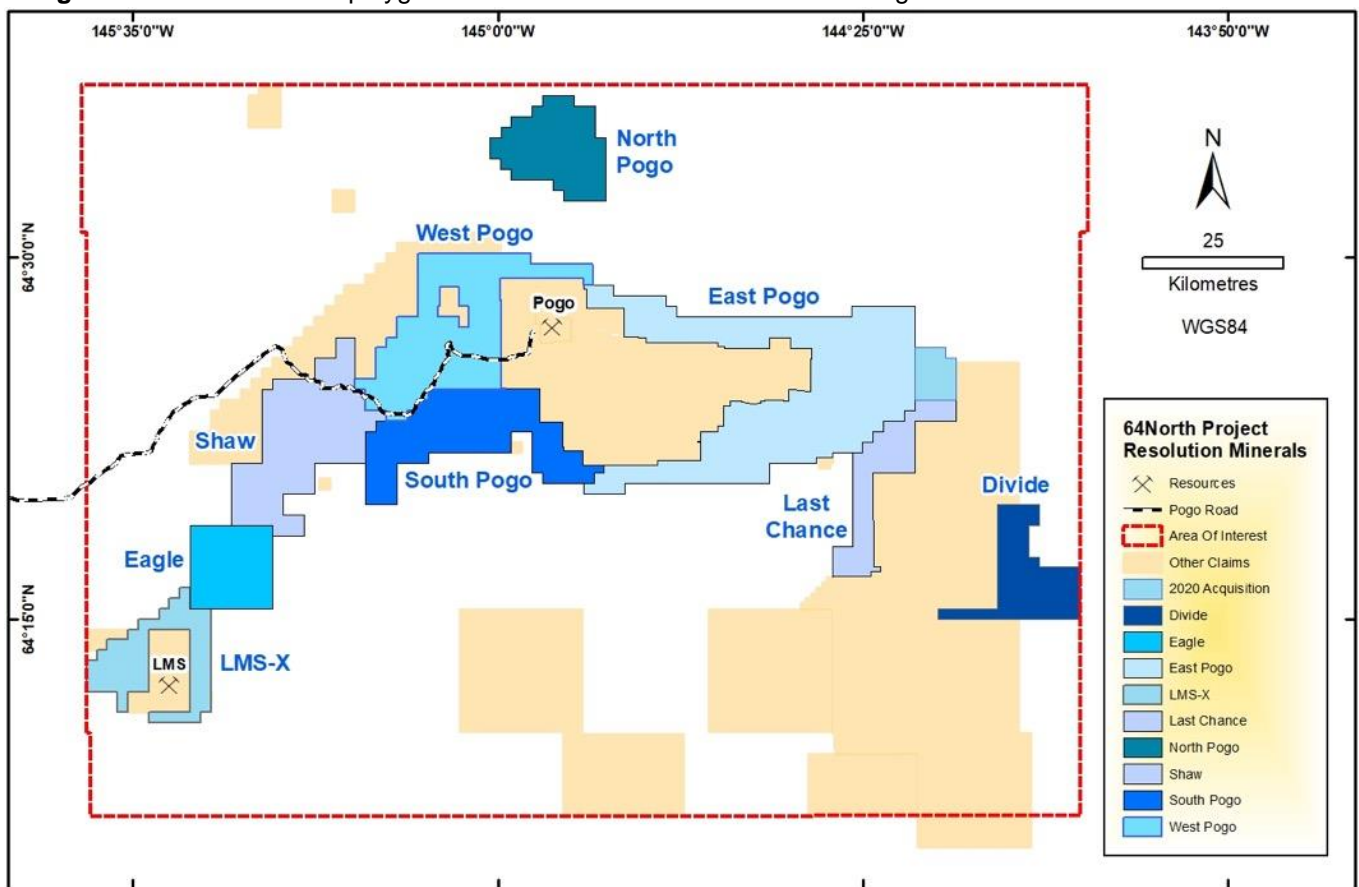 145°35'0"W
145°0'0"W
144°25'0"W
143°50'0"W
North
Pogo
N
West Pogo
64°30'0"N
25
Kilometres
WGS84
Pogo
East Pogo
Shaw
South Pogo
Last
Chance
Divide
Eagle
64°15'0"N
LMS
LMS-X
64North Project
Resolution Minerals
Resources
Pogo Road
Area Of Interest
Other Claims
2020 Acquisition
Divide
Eagle
East Pogo
LMS-X
Last Chance
North Pogo
Shaw
South Pogo
West Pogo